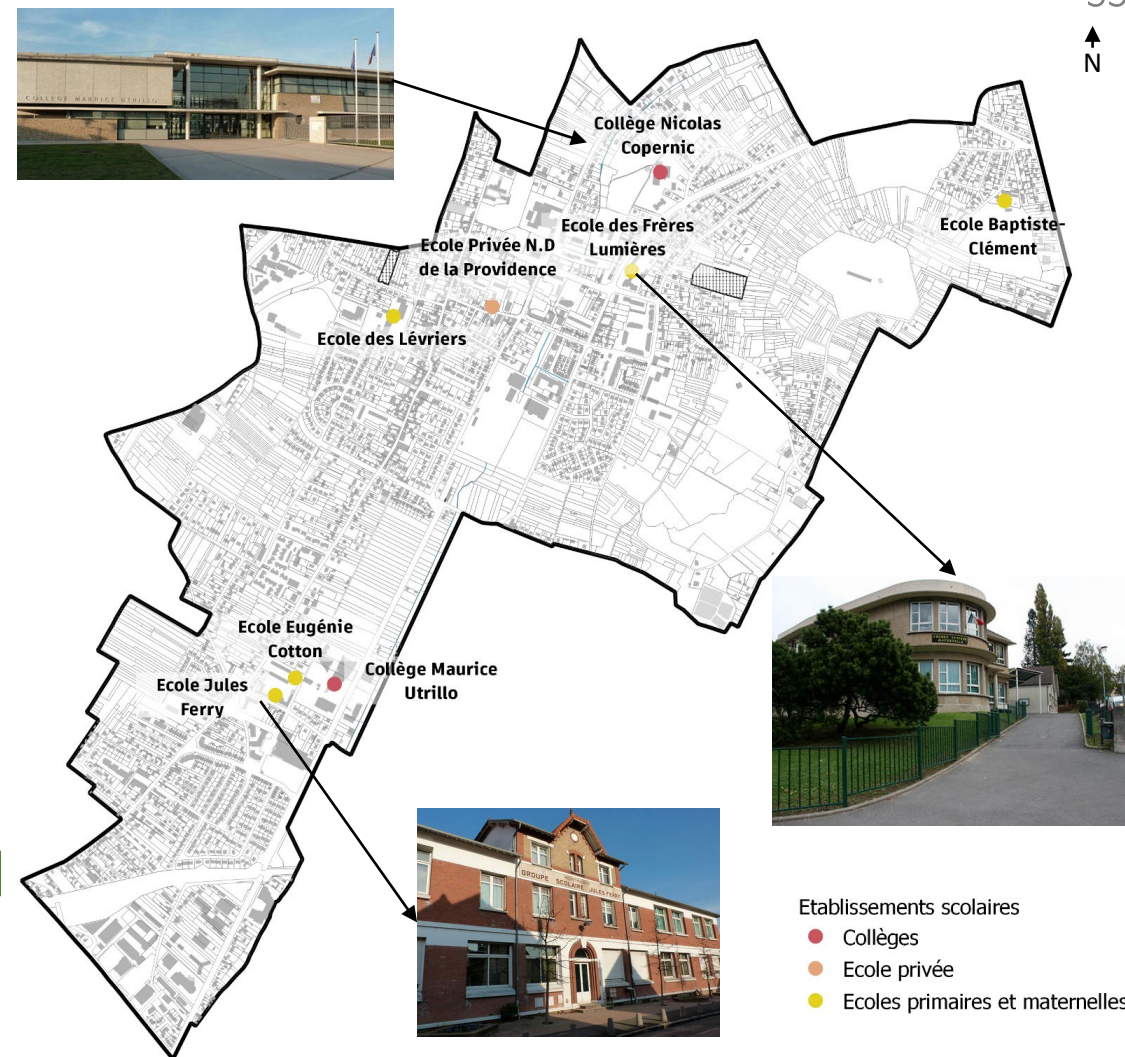 N
COLLEGE MAURICE UTRILLO
Collège Nicolas
Copernic
Ecole des Frères
Lumières
Ecole Baptiste-
Clément
Ecole Privée N.D
de la Providence
Ecole des Lévriers
Ecole Eugénie
Cotton
Collège Maurice
Utrillo
Ecole Jules
Ferry
GROUPE SCOLAIRE JULES FERRY
Etablissements scolaires
Collèges
Ecole privée
Ecoles primaires et maternelles